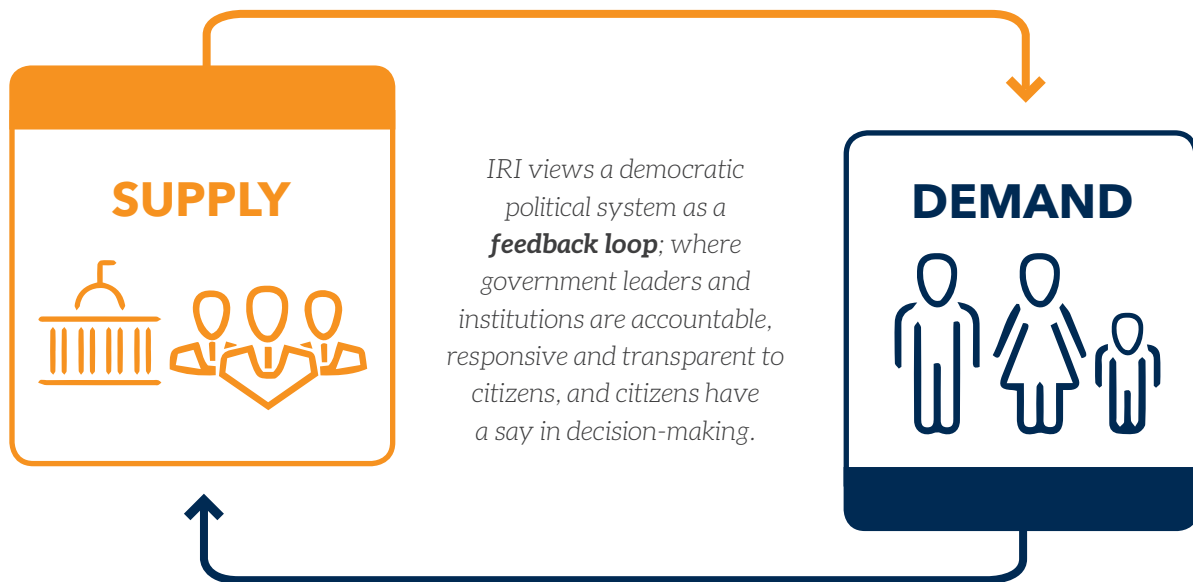 SUPPLY
IRI views a democratic
political system as a
feedback loop; where
government leaders and
institutions are accountable,
responsive and transparent to
citizens, and citizens have
a say in decision-making.
DEMAND